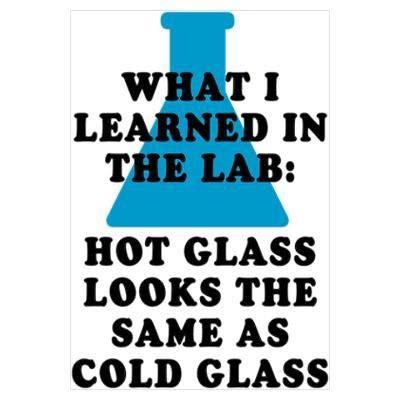 WHAT I
LEARNED IN
THE LAB:
HOT GLASS
LOOKS THE
SAME AS
COLD GLASS